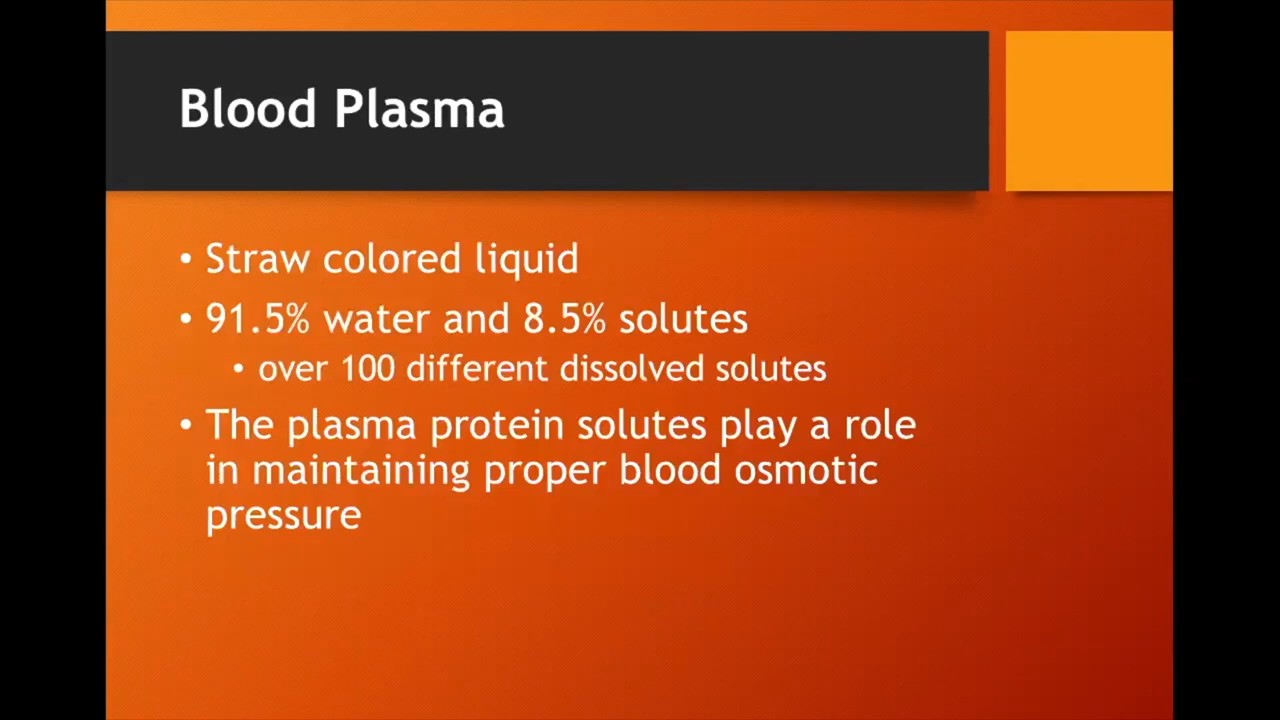 Blood Plasma
• Straw colored liquid
• 91.5% water and 8.5% solutes
• over 100 different dissolved solutes
• The plasma protein solutes play a role
in maintaining proper blood osmotic
pressure